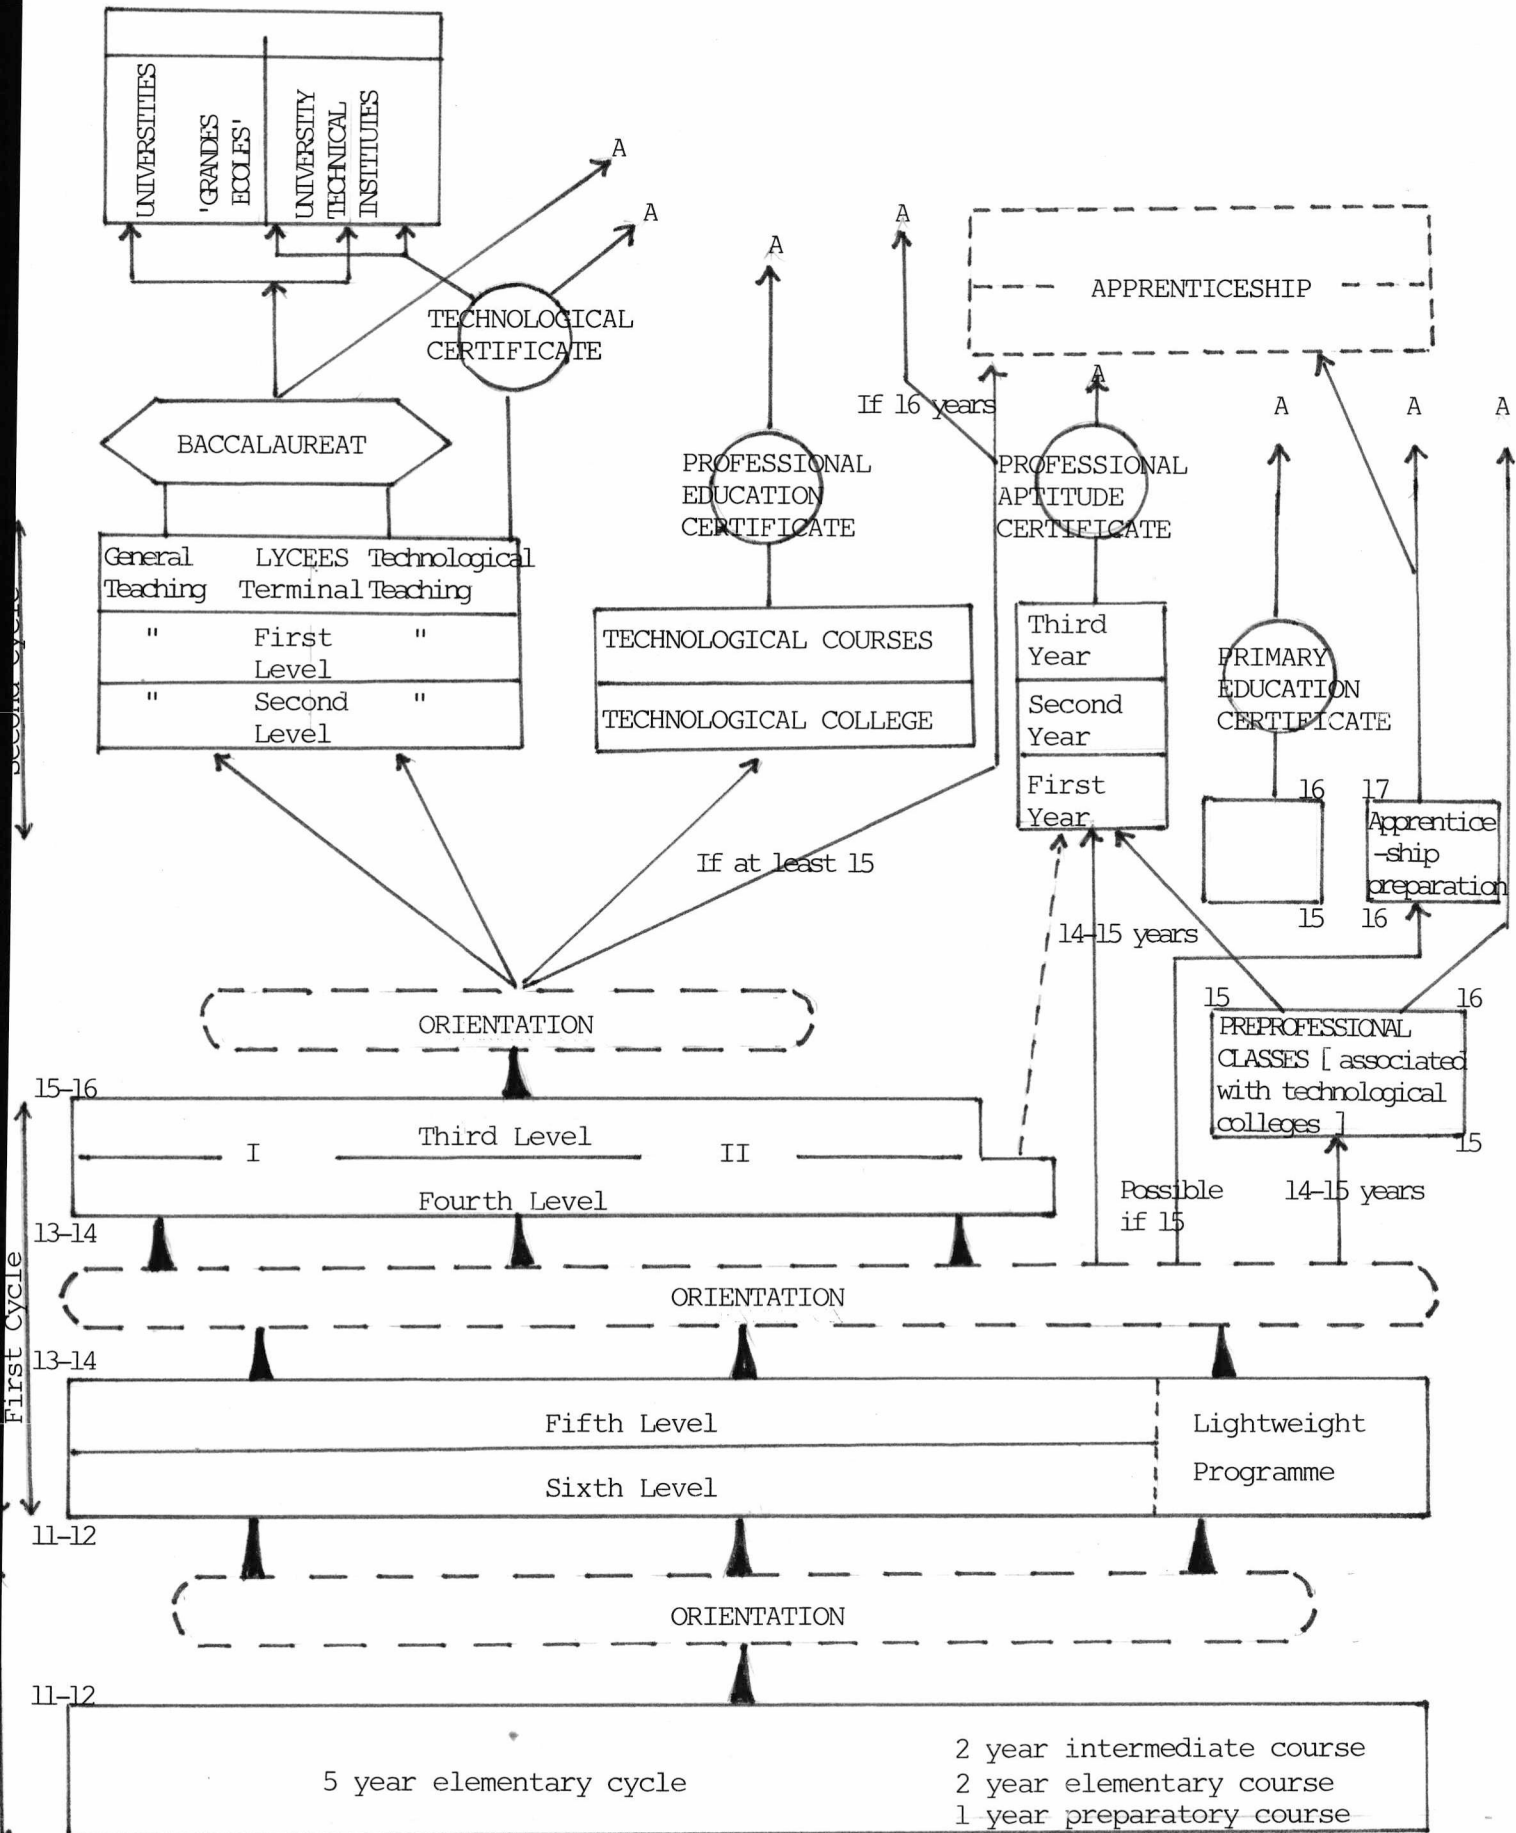 UNIVERSITIES
'GRANDES
ECOLES'
UNIVERSITY
TECHNICAL
INSTITUTES
A
A
A
A
APPRENTICESHIP
TECHNOLOGICAL
CERTIFICATE
A
If 16 years
A
A
A
BACCALAUREAT
PROFESSIONAL
EDUCATION
CERTIFICATE
PROFESSIONAL
APTITUDE
CERTIFICATE
General LYCEES Technological
Teaching Terminal Teaching
" First "
Level
" Second "
Level
TECHNOLOGICAL COURSES
TECHNOLOGICAL COLLEGE
Third
Year
Second
Year
First
Year
PRIMARY
EDUCATION
CERTIFICATE
16
15
17
Apprentice
-ship
preparation
16
Second Cycle
If at least 15
14-15 years
ORIENTATION
15
16
PREPROFESSIONAL
CLASSES [ associated
with technological
colleges ]
15
15-16
Third Level
I II
Fourth Level
Possible
if 15
14-15 years
13-14
ORIENTATION
First Cycle
13-14
Fifth Level
Sixth Level
Lightweight
Programme
11-12
ORIENTATION
11-12
5 year elementary cycle
2 year intermediate course
2 year elementary course
1 year preparatory course